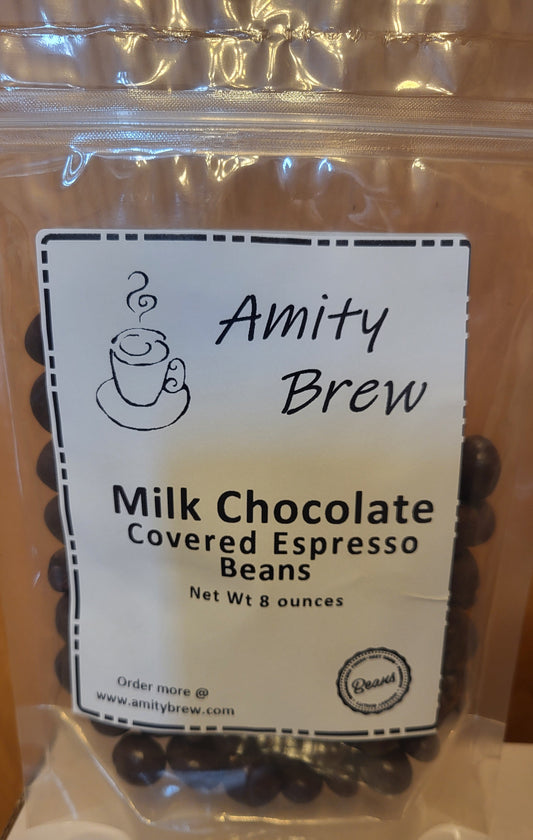 Amity
Brew
Milk Chocolate
Covered Espresso
Beans
Net Wt 8 ounces
Order more @
www.amitybrew.com
Beans